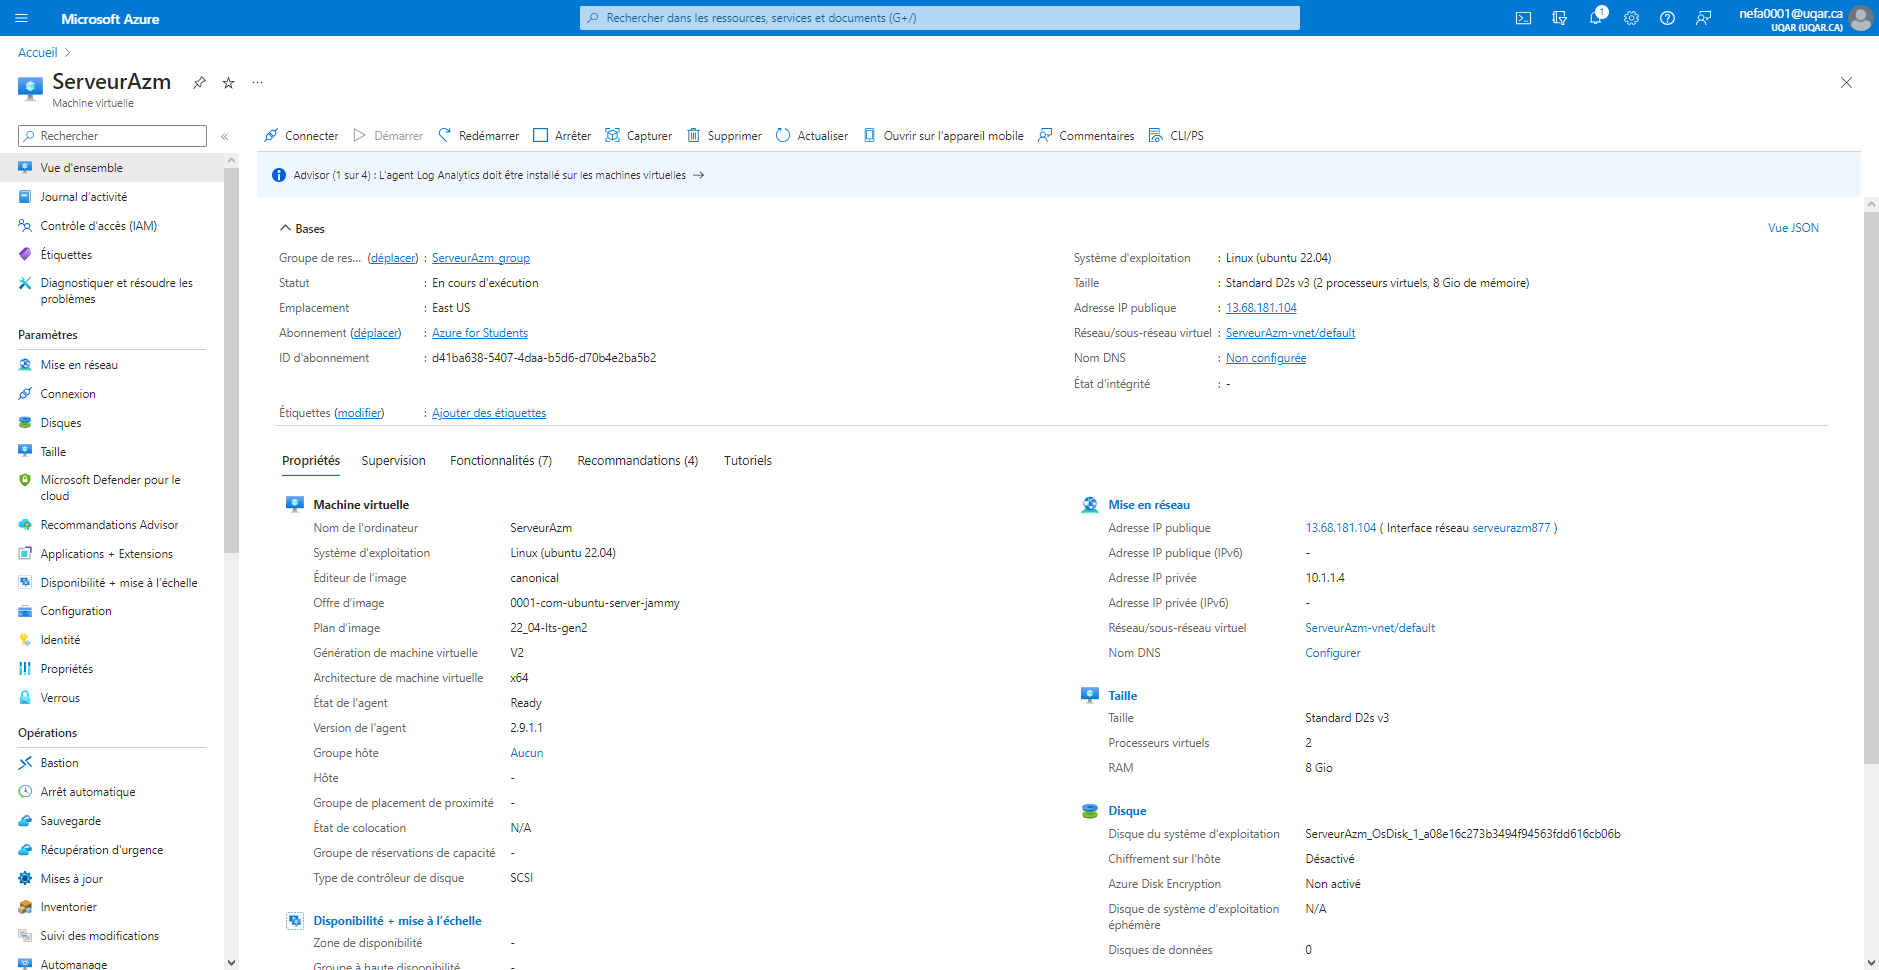 Microsoft Azure
Rechercher dans les ressources, services et documents (G+/)
1
nefa0001@uqar.ca
UQAR (UQAR.CA)
Accueil
ServeurAzm
Machine virtuelle
Rechercher
Vue d'ensemble
Journal d'activité
Contrôle d'accès (IAM)
Étiquettes
Diagnostiquer et résoudre les
problèmes
Paramètres
Mise en réseau
Connexion
Disques
Taille
Microsoft Defender pour le
cloud
Recommandations Advisor
Applications + Extensions
Disponibilité + mise à l'échelle
Configuration
Identité
Propriétés
Verrous
Opérations
Bastion
Arrêt automatique
Sauvegarde
Récupération d'urgence
Mises à jour
Inventorier
Suivi des modifications
Automanage
Connecter Démarrer Redémarrer Arrêter Capturer Supprimer Actualiser Ouvrir sur l'appareil mobile Commentaires CLI/PS
Advisor (1 sur 4) : L'agent Log Analytics doit être installé sur les machines virtuelles →
Bases
Vue JSON
Groupe de res... (déplacer) : ServeurAzm_group
Statut : En cours d'exécution
Emplacement : East US
Abonnement (déplacer) : Azure for Students
ID d'abonnement : d41ba638-5407-4daa-b5d6-d70b4e2ba5b2
Système d'exploitation : Linux (ubuntu 22.04)
Taille : Standard D2s v3 (2 processeurs virtuels, 8 Gio de mémoire)
Adresse IP publique : 13.68.181.104
Réseau/sous-réseau virtuel : ServeurAzm-vnet/default
Nom DNS : Non configurée
État d'intégrité : -
Étiquettes (modifier) : Ajouter des étiquettes
Propriétés Supervision Fonctionnalités (7) Recommandations (4) Tutoriels
Machine virtuelle
Nom de l'ordinateur ServeurAzm
Système d'exploitation Linux (ubuntu 22.04)
Éditeur de l'image canonical
Offre d'image 0001-com-ubuntu-server-jammy
Plan d'image 22_04-lts-gen2
Génération de machine virtuelle V2
Architecture de machine virtuelle x64
État de l'agent Ready
Version de l'agent 2.9.1.1
Groupe hôte Aucun
Hôte -
Groupe de placement de proximité -
État de colocation N/A
Groupe de réservations de capacité -
Type de contrôleur de disque SCSI
Disponibilité + mise à l'échelle
Zone de disponibilité -
Groupe à haute disponibilité -
Mise en réseau
Adresse IP publique 13.68.181.104 ( Interface réseau serveurazm877 )
Adresse IP publique (IPv6) -
Adresse IP privée 10.1.1.4
Adresse IP privée (IPv6) -
Réseau/sous-réseau virtuel ServeurAzm-vnet/default
Nom DNS Configurer
Taille
Taille Standard D2s v3
Processeurs virtuels 2
RAM 8 Gio
Disque
Disque du système d'exploitation ServeurAzm_OsDisk_1_a08e16c273b3494f94563fdd616cb06b
Chiffrement sur l'hôte Désactivé
Azure Disk Encryption Non activé
Disque de système d'exploitation N/A
éphémère
Disques de données 0